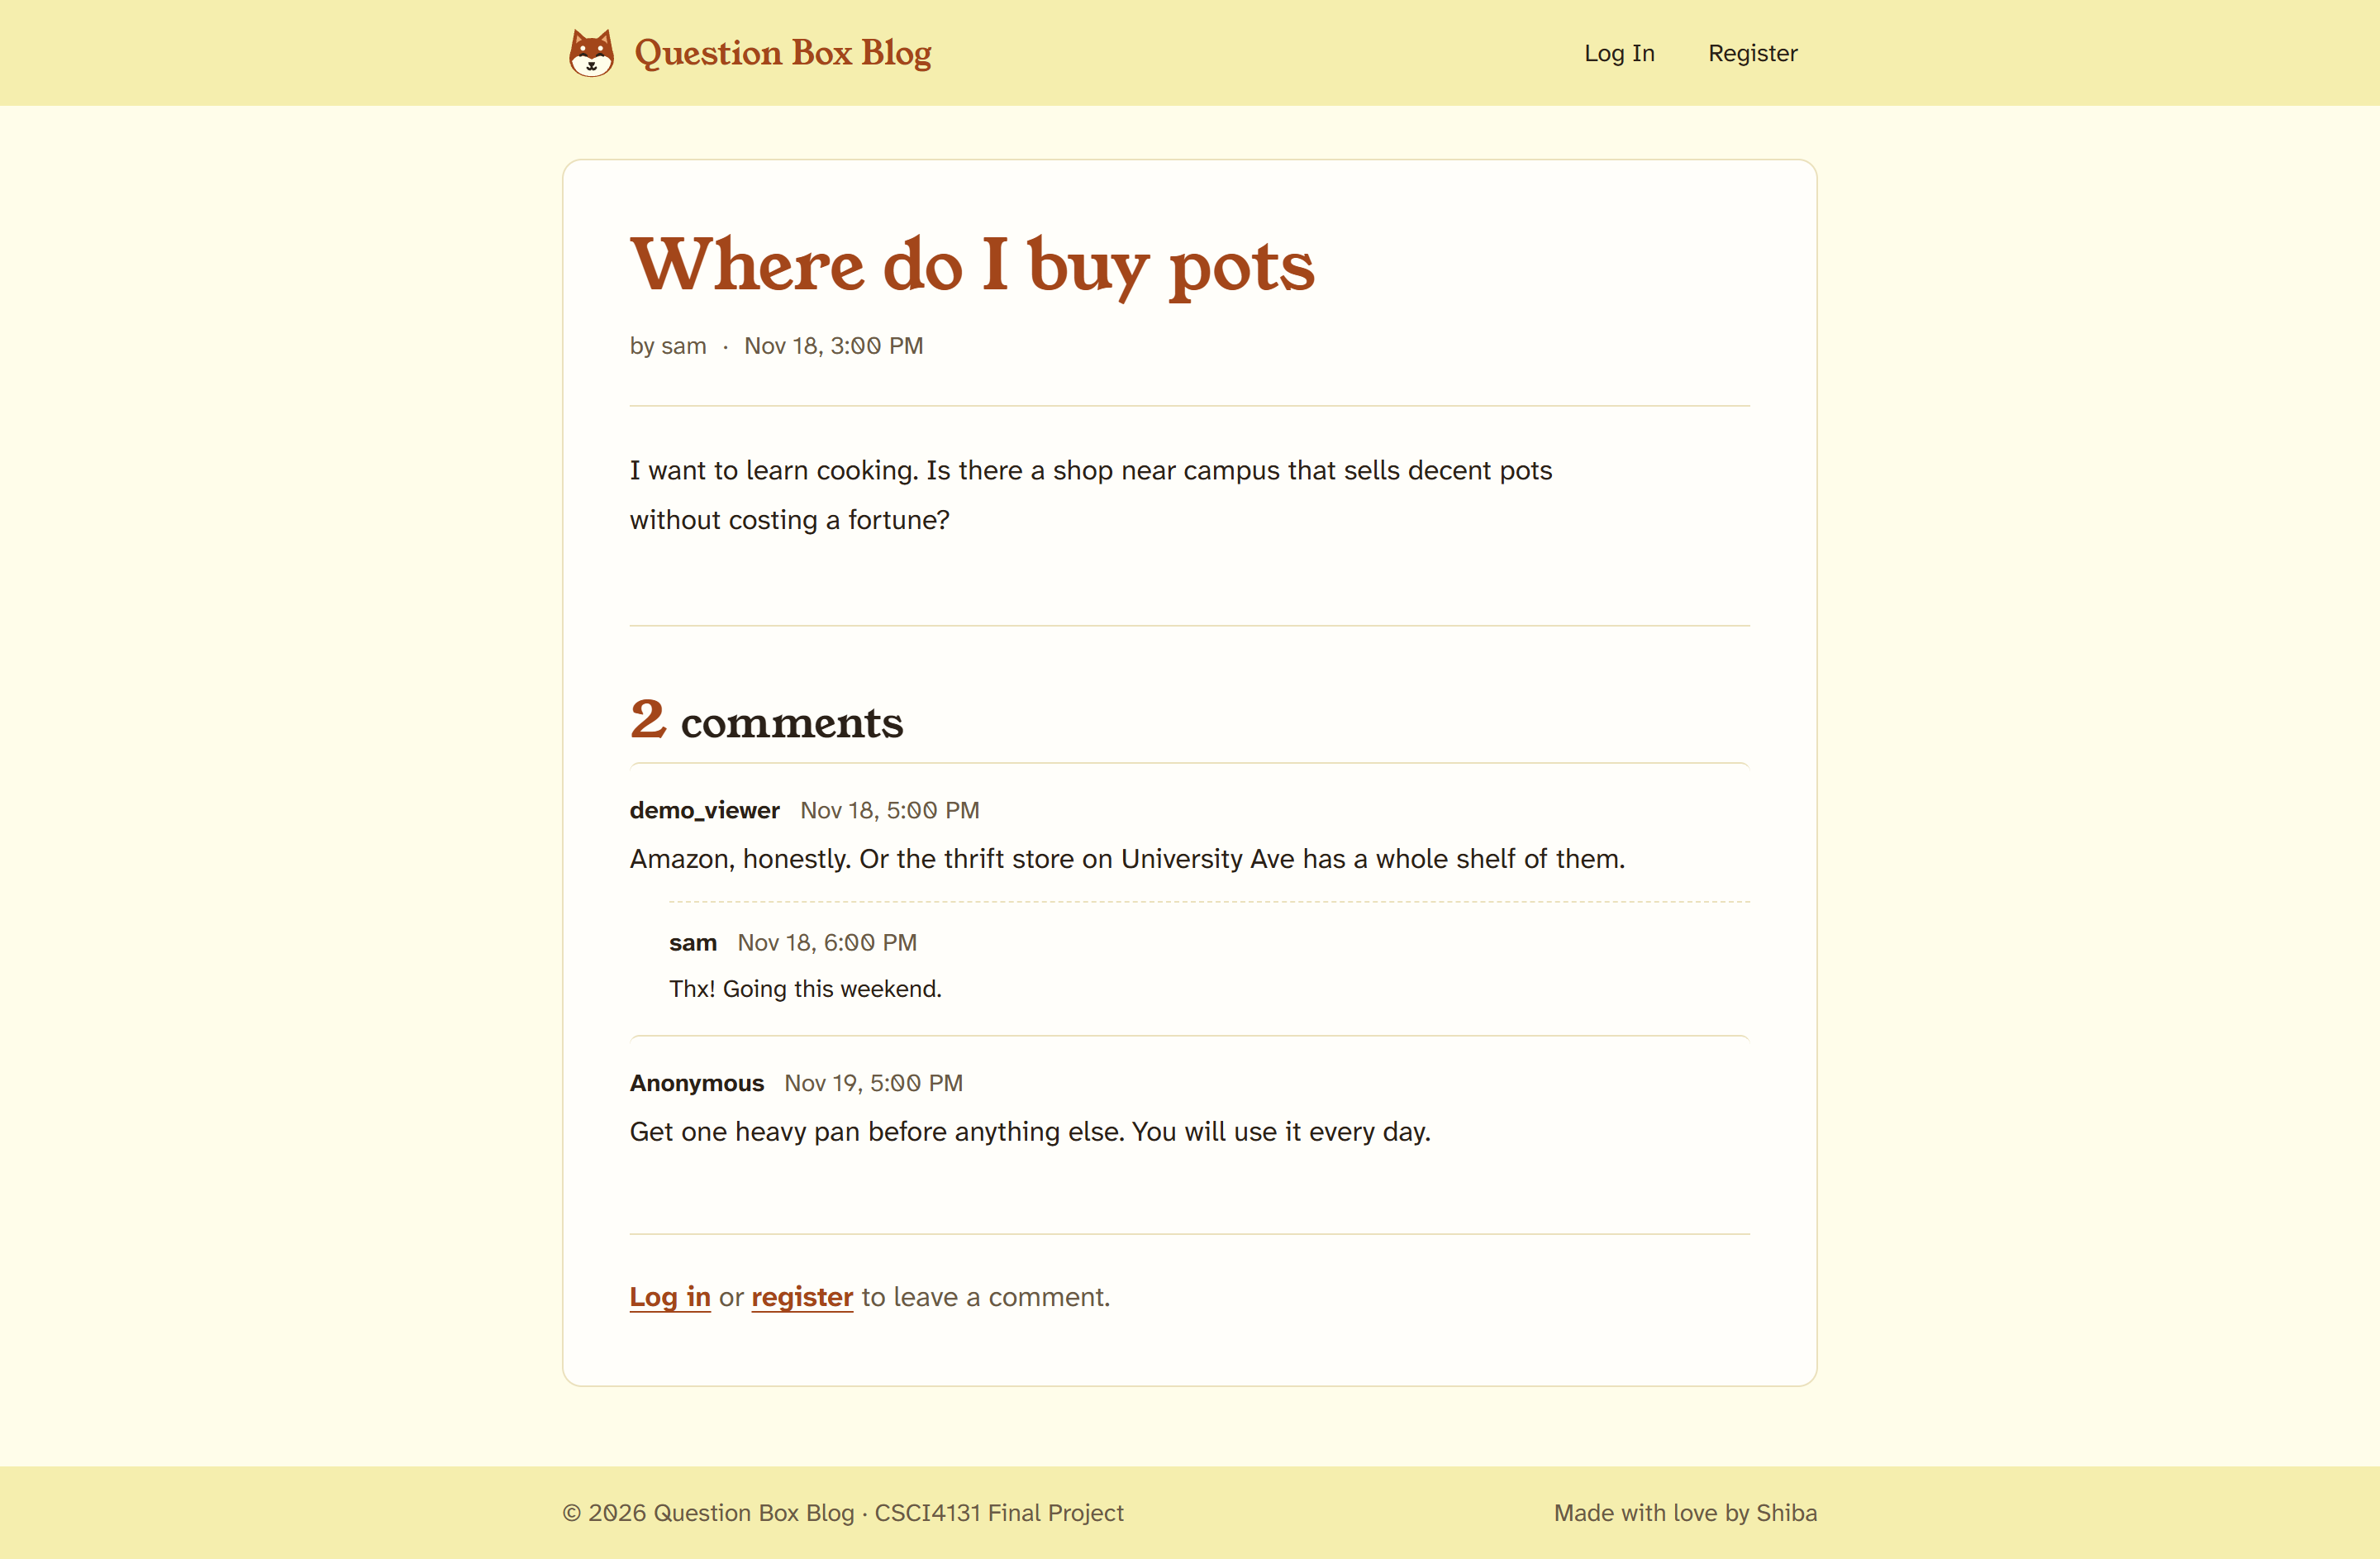 Question Box Blog
Log In
Register
Where do I buy pots
by sam · Nov 18, 3:00 PM
I want to learn cooking. Is there a shop near campus that sells decent pots
without costing a fortune?
2 comments
demo_viewer Nov 18, 5:00 PM
Amazon, honestly. Or the thrift store on University Ave has a whole shelf of them.
sam Nov 18, 6:00 PM
Thx! Going this weekend.
Anonymous Nov 19, 5:00 PM
Get one heavy pan before anything else. You will use it every day.
Log in or register to leave a comment.
© 2026 Question Box Blog · CSCI4131 Final Project
Made with love by Shiba